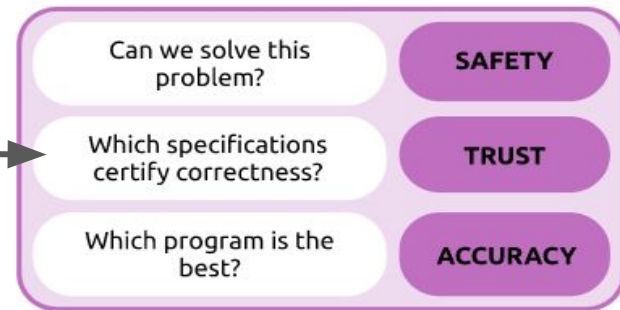 Can we solve this
problem?
SAFETY
Which specifications
certify correctness?
TRUST
Which program is the
best?
ACCURACY